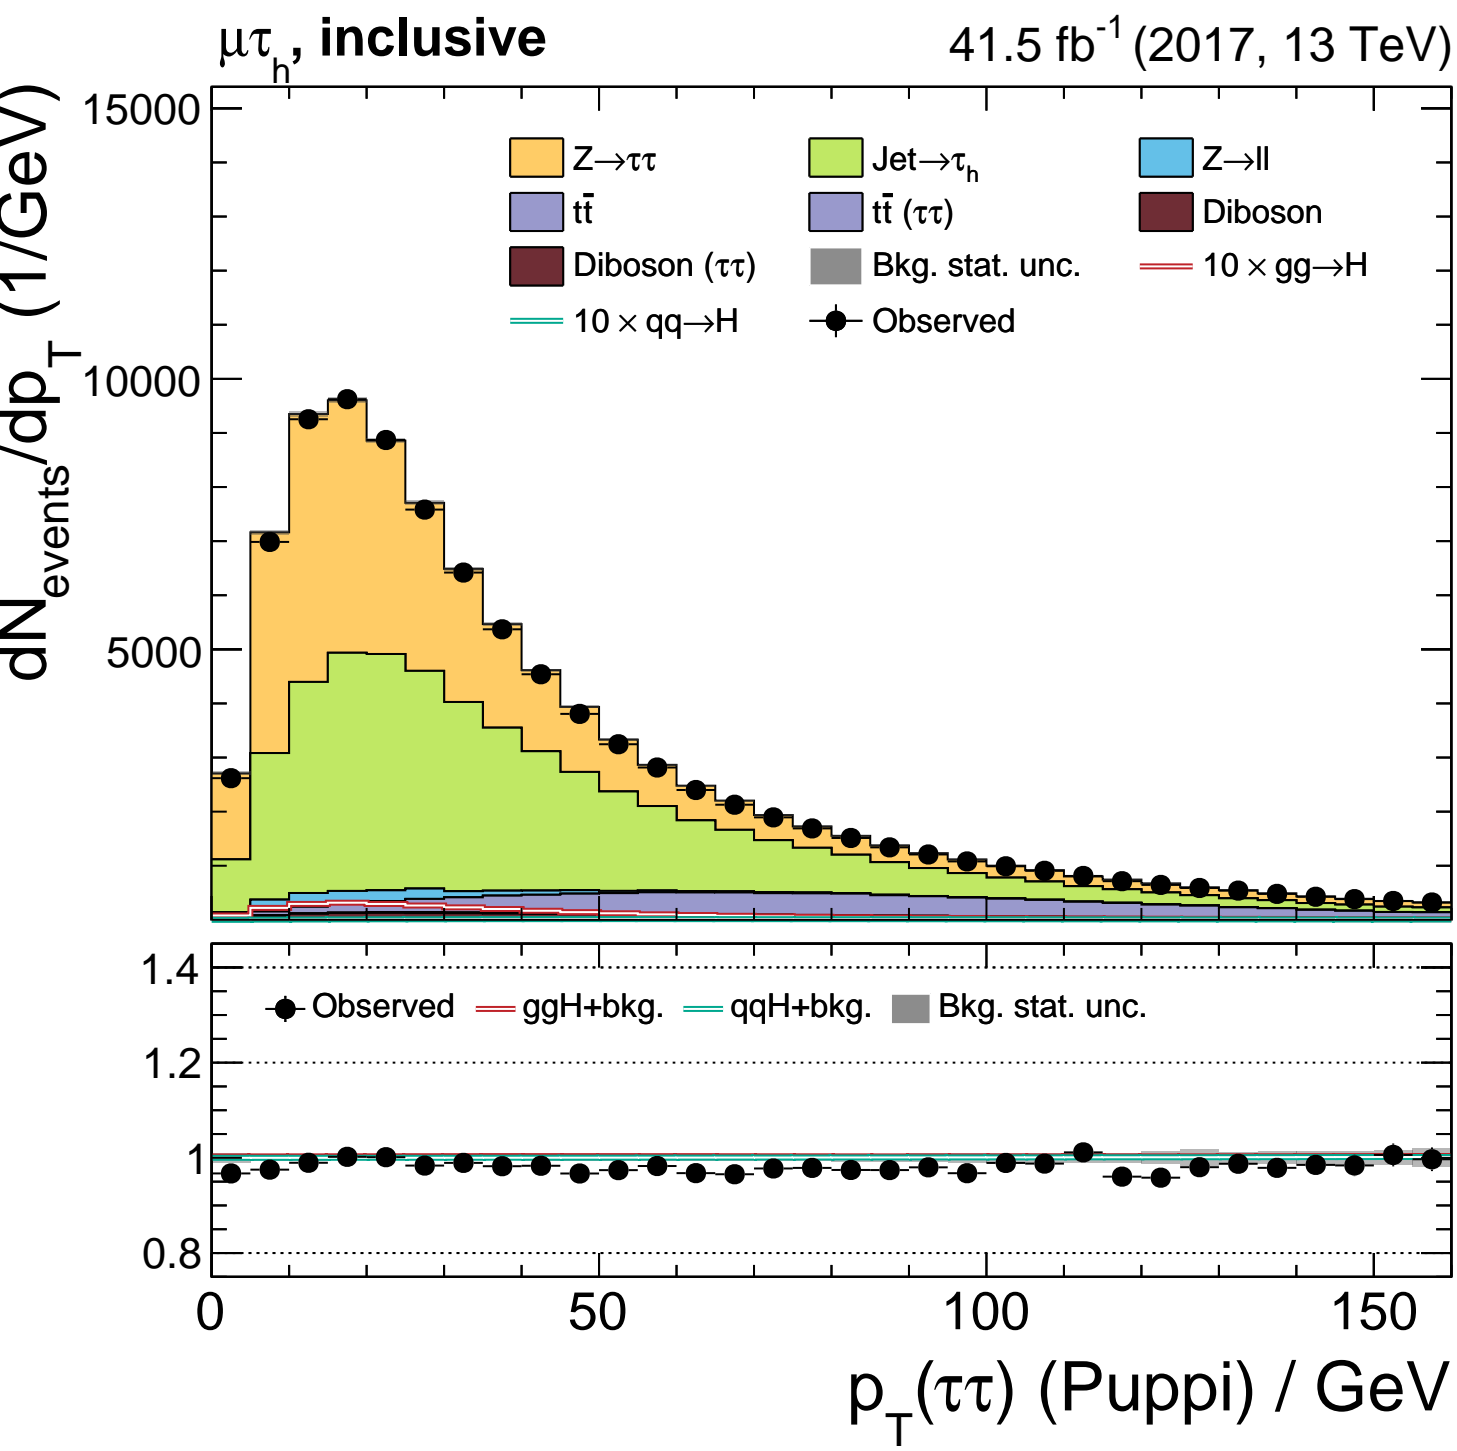 μτh, inclusive 41.5 fb-1 (2017, 13 TeV)
dNevents/dpT (1/GeV)
15000
10000
5000
Z→ττ Jet→τh Z→ll
tt̄ tt̄ (ττ) Diboson
Diboson (ττ) Bkg. stat. unc. 10 × gg→H
10 × qq→H Observed
1.4
1.2
1
0.8
Observed ggH+bkg. qqH+bkg. Bkg. stat. unc.
0 50 100 150
pT(ττ) (Puppi) / GeV